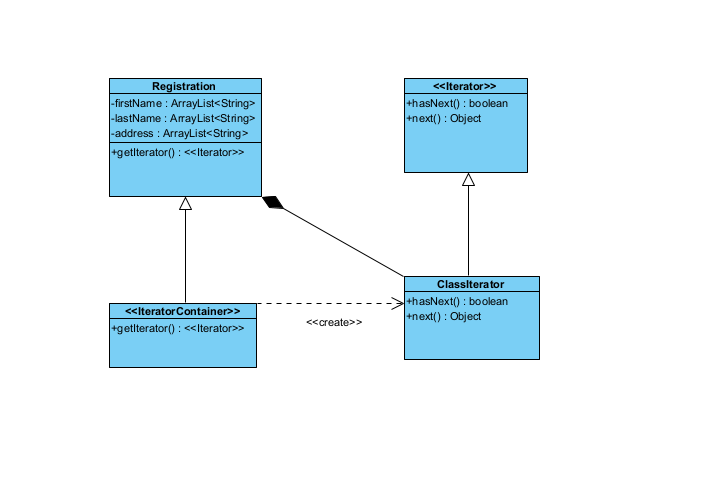 Registration
-firstName : ArrayList<String>
-lastName : ArrayList<String>
-address : ArrayList<String>
+getIterator() : <<Iterator>>
<<Iterator>>
+hasNext() : boolean
+next() : Object
<<IteratorContainer>>
+getIterator() : <<Iterator>>
<<create>>
ClassIterator
+hasNext() : boolean
+next() : Object